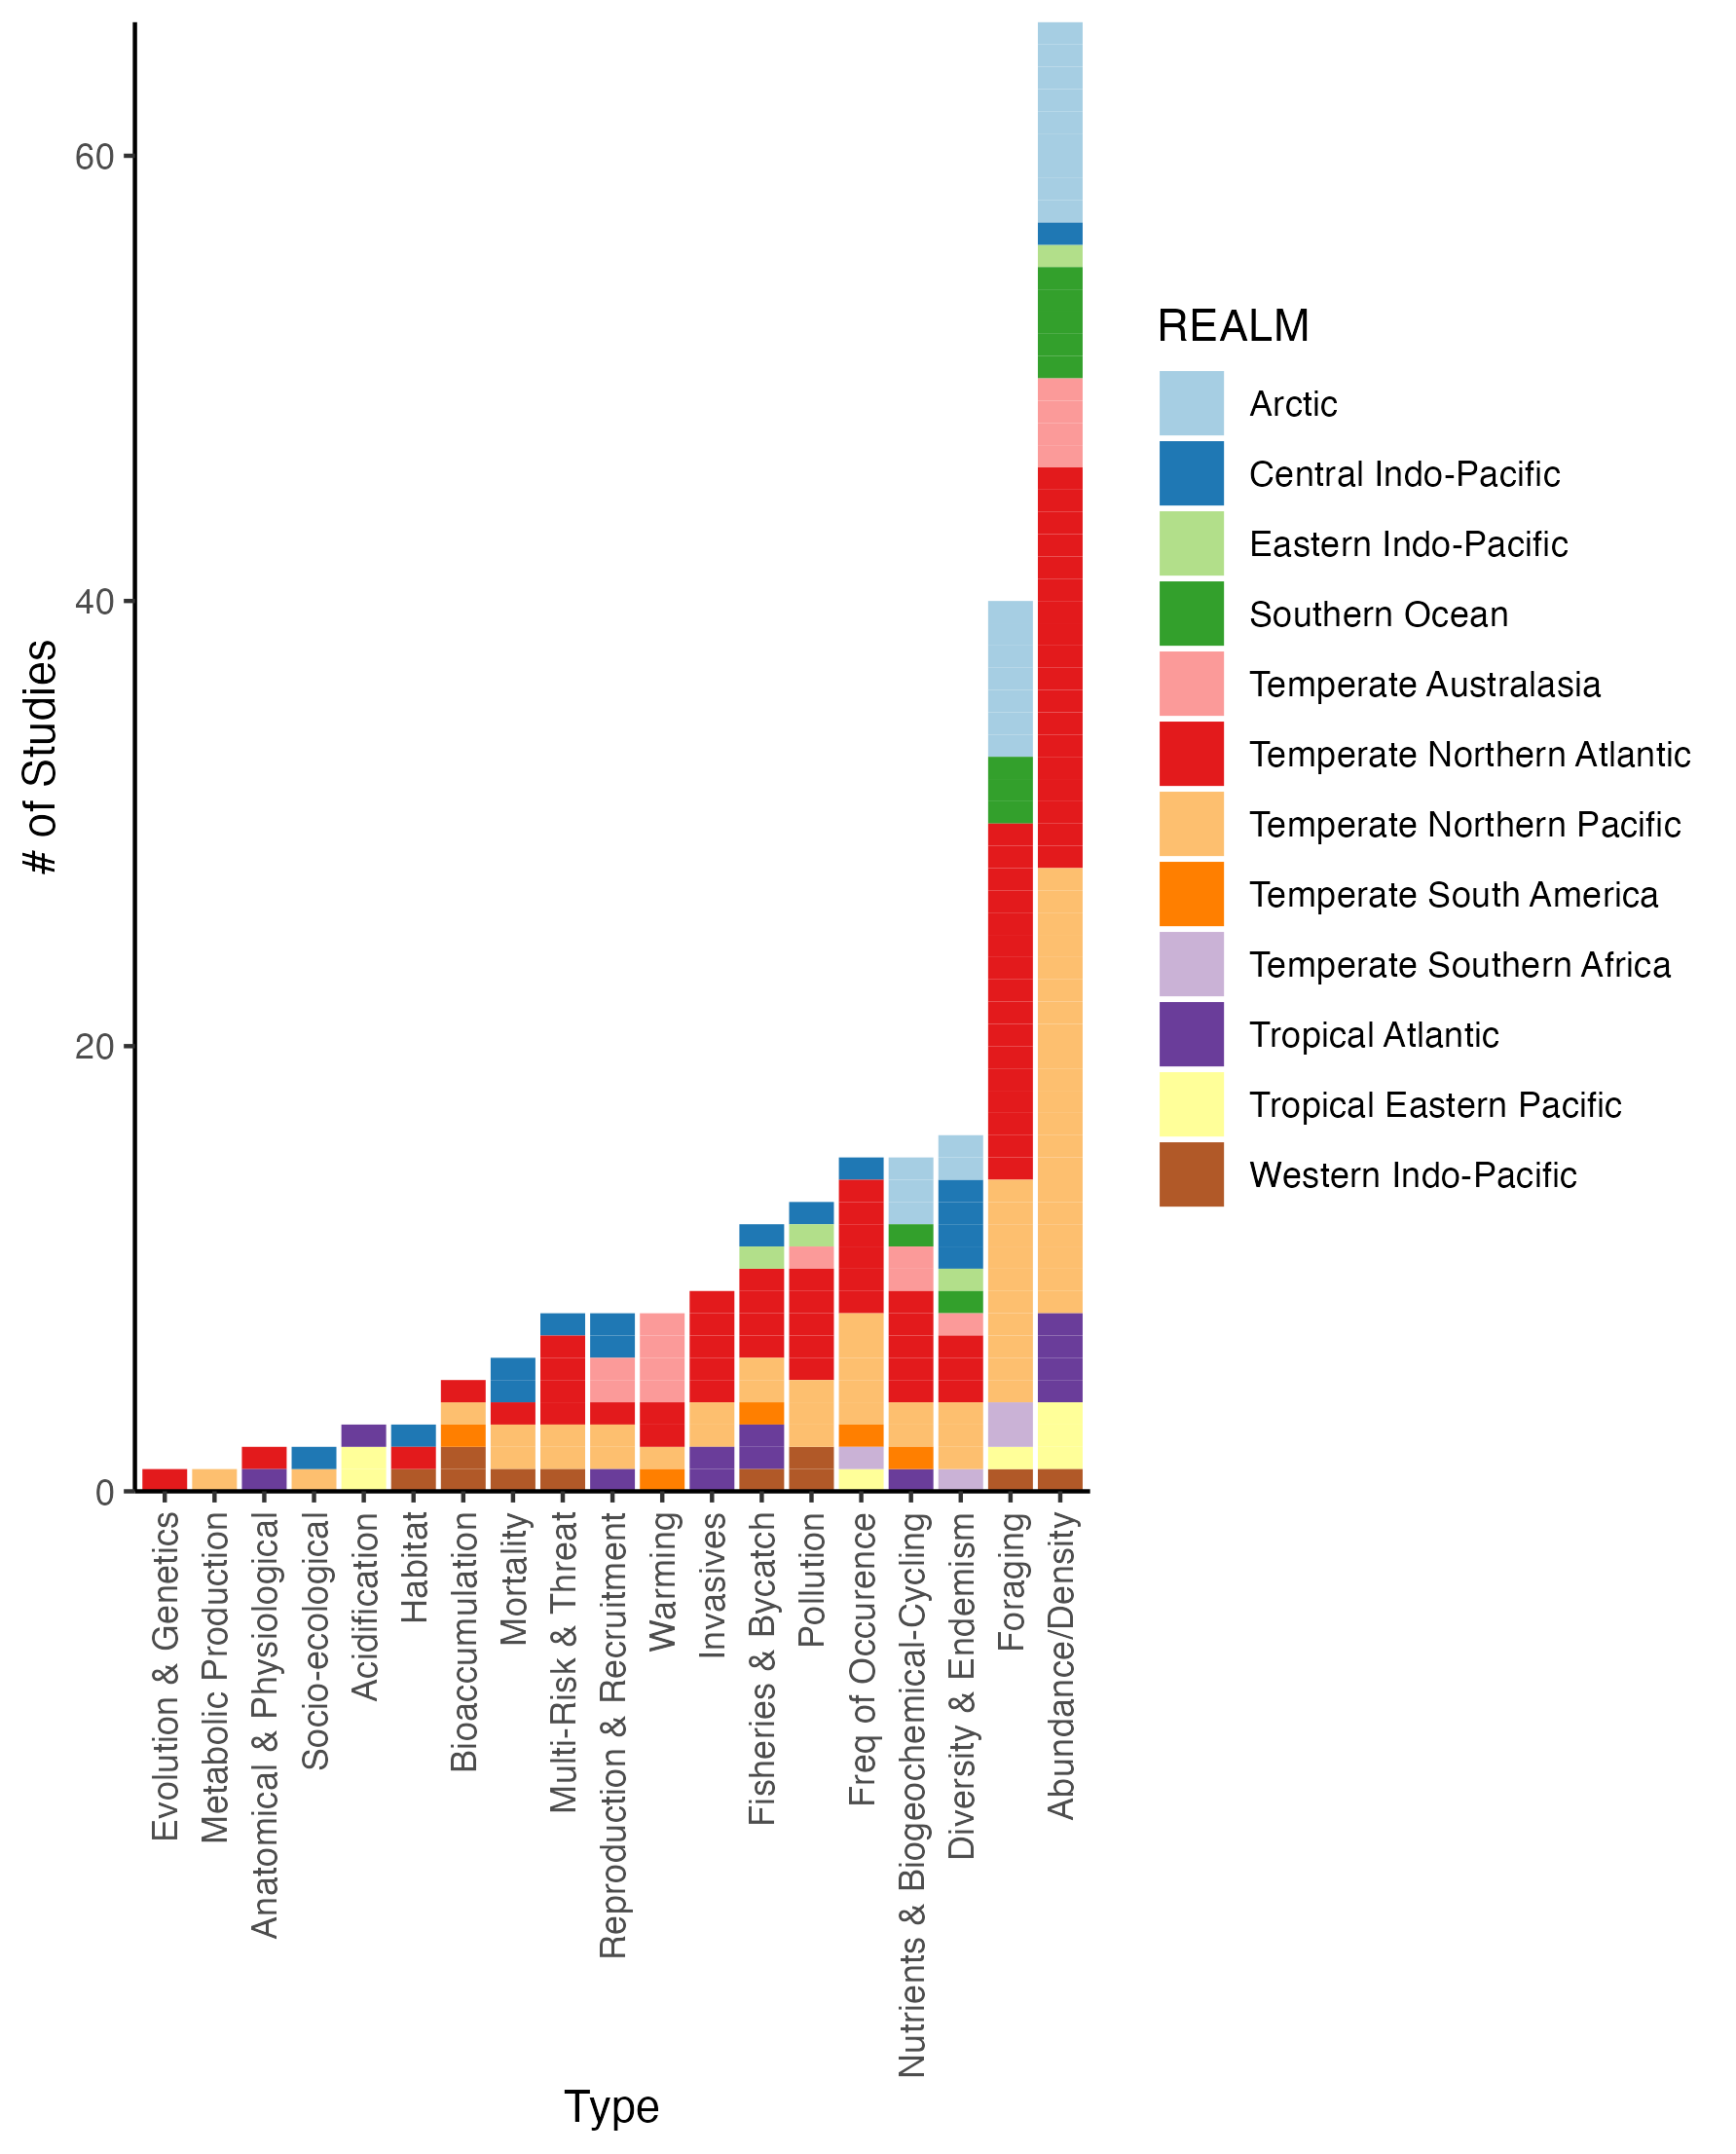 60
40
20
0
# of Studies
Evolution & Genetics
Metabolic Production
Anatomical & Physiological
Socio-ecological
Acidification
Habitat
Bioaccumulation
Mortality
Multi-Risk & Threat
Reproduction & Recruitment
Warming
Invasives
Fisheries & Bycatch
Pollution
Freq of Occurence
Nutrients & Biogeochemical-Cycling
Diversity & Endemism
Foraging
Abundance/Density
Type
REALM
Arctic
Central Indo-Pacific
Eastern Indo-Pacific
Southern Ocean
Temperate Australasia
Temperate Northern Atlantic
Temperate Northern Pacific
Temperate South America
Temperate Southern Africa
Tropical Atlantic
Tropical Eastern Pacific
Western Indo-Pacific